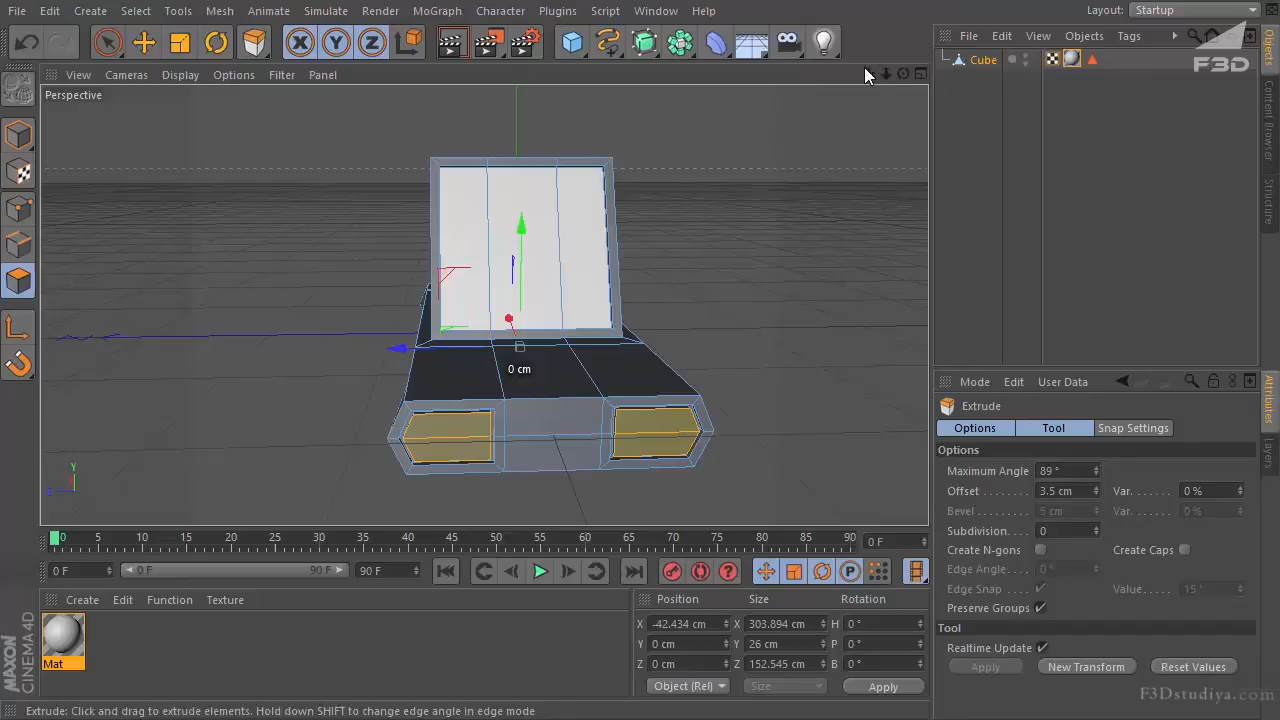 File Edit Create Select Tools Mesh Animate Simulate Render MoGraph Character Plugins Script Window Help Layout: Startup
X Y Z
File Edit View Objects Tags
F3D
View Cameras Display Options Filter Panel
Cube
Perspective
Objects
Content Browser
Structure
0 cm
Y
Z
Mode Edit User Data
Extrude
Options Tool Snap Settings
Options
Maximum Angle 89 °
Offset 3.5 cm Var. 0 %
Bevel 5 cm Var. 0 %
Subdivision. 0
Create N-gons Create Caps
Edge Angle. 0 °
Edge Snap Value. 15 °
Preserve Groups
Tool
Realtime Update
Apply New Transform Reset Values
Attributes
Layers
0 5 10 15 20 25 30 35 40 45 50 55 60 65 70 75 80 85 90 0 F
0 F 0 F 90 F 90 F
Create Edit Function Texture
Mat
Position Size Rotation
X -42.434 cm X 303.894 cm H 0 °
Y 0 cm Y 26 cm P 0 °
Z 0 cm Z 152.545 cm B 0 °
Object (Rel) Size Apply
MAXON
CINEMA 4D
F3Dstudiya.com
Extrude: Click and drag to extrude elements. Hold down SHIFT to change edge angle in edge mode